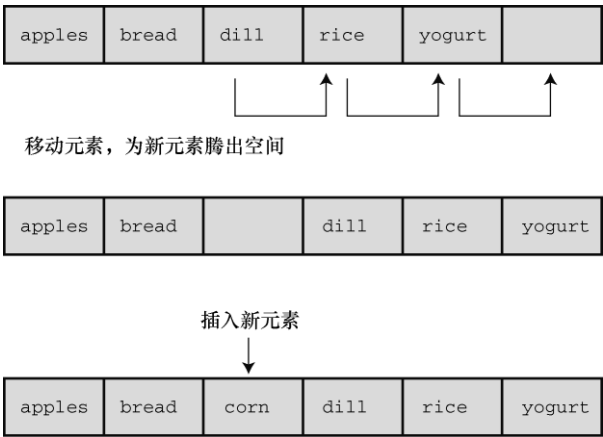 apples bread dill rice yogurt
移动元素，为新元素腾出空间
apples bread dill rice yogurt
插入新元素
apples bread corn dill rice yogurt